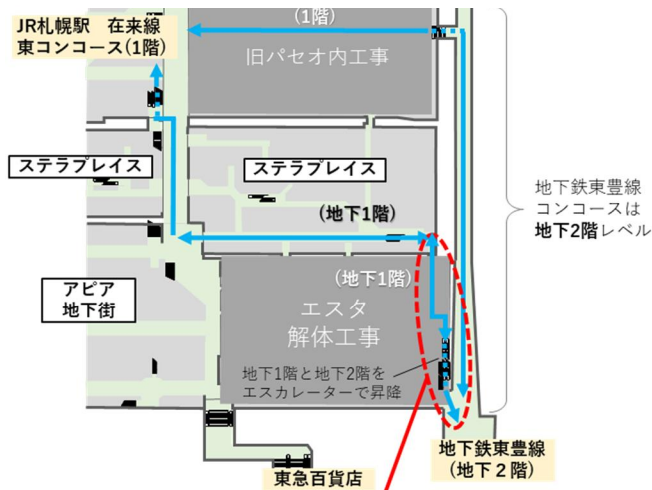 JR札幌駅 在来線
東コンコース(1階)
(1階)
旧パセオ内工事
ステラプレイス
ステラプレイス
(地下1階)
地下鉄東豊線
コンコースは
地下2階レベル
(地下1階)
アピア
地下街
エスタ
解体工事
地下1階と地下2階を
エスカレーターで昇降
東急百貨店
地下鉄東豊線
(地下２階)